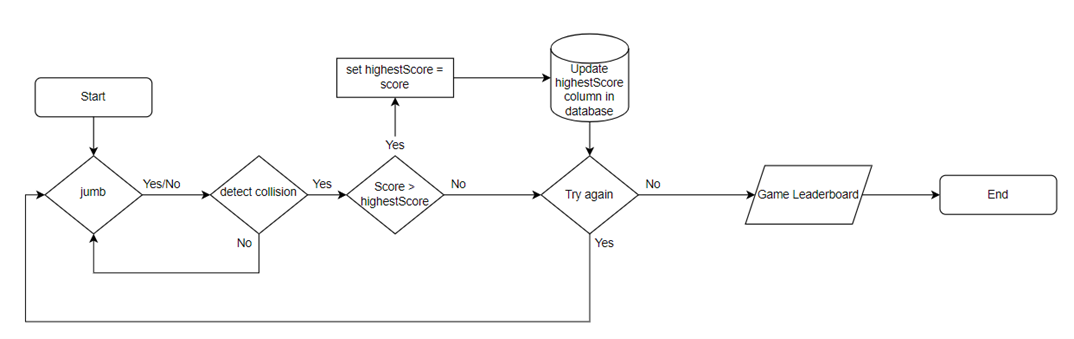 set highestScore =
score
Update
highestScore
column in
database
Start
Yes
jumb
Yes/No
detect collision
Yes
Score >
highestScore
No
Try again
No
Game Leaderboard
End
No
Yes